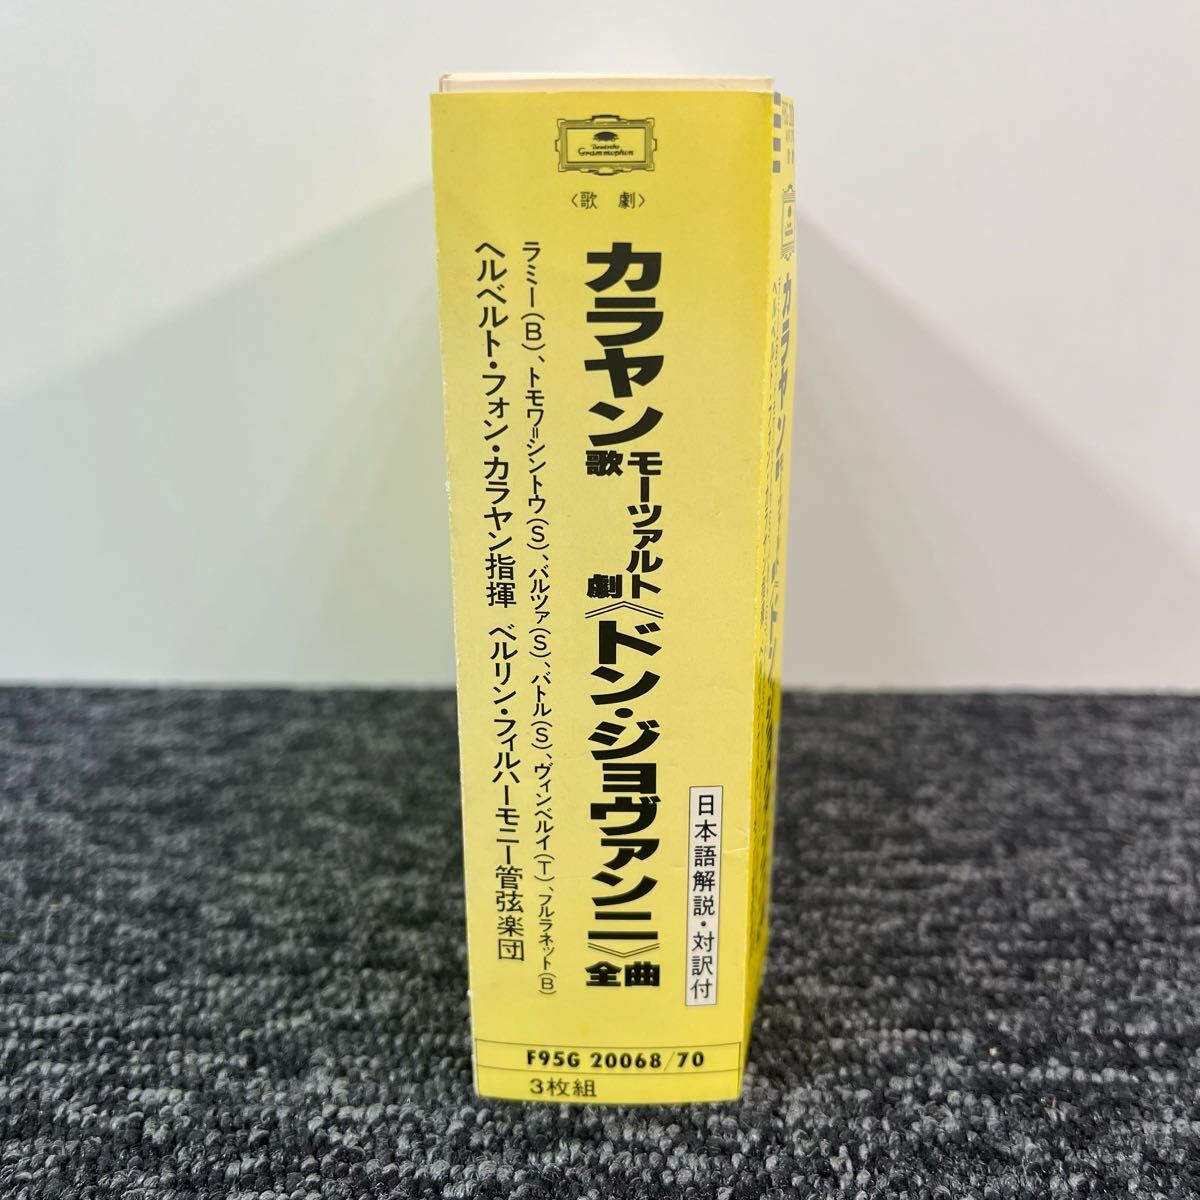 Deutsche
Grammophon
〈歌劇〉
カラヤン
モーツァルト
歌劇
《ドン・ジョヴァンニ》
全曲
ラミー(B)、トモワ=シントウ(S)、バルツァ(S)、バトル(S)、ヴィンベルイ(T)、フルラネット(B)
ヘルベルト・フォン・カラヤン指揮 ベルリン・フィルハーモニー管弦楽団
日本語解説・対訳付
F95G 20068/70
3枚組
カラヤン